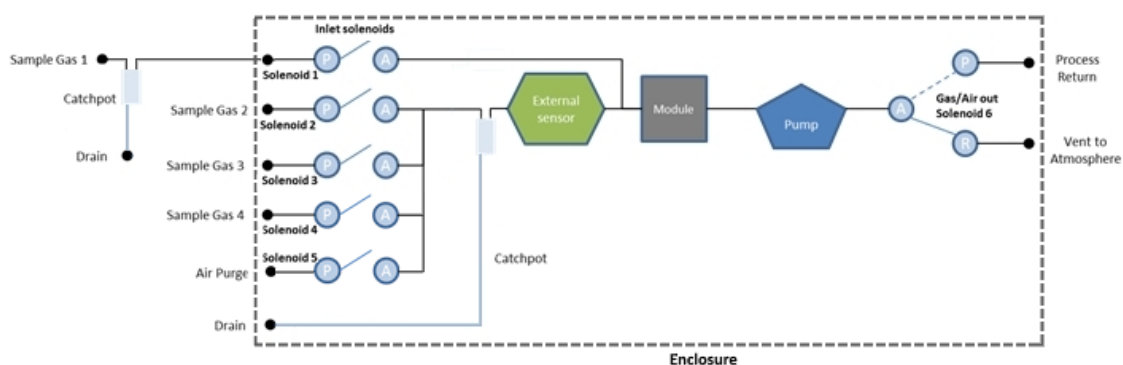 Inlet solenoids
Sample Gas 1
P
A
Solenoid 1
Catchpot
Drain
Sample Gas 2
P
A
Solenoid 2
Sample Gas 3
P
A
Solenoid 3
Sample Gas 4
P
A
Solenoid 4
Solenoid 5
Air Purge
P
A
Drain
Catchpot
External
sensor
Module
Pump
A
Gas/Air out
Solenoid 6
P
Process
Return
R
Vent to
Atmosphere
Enclosure